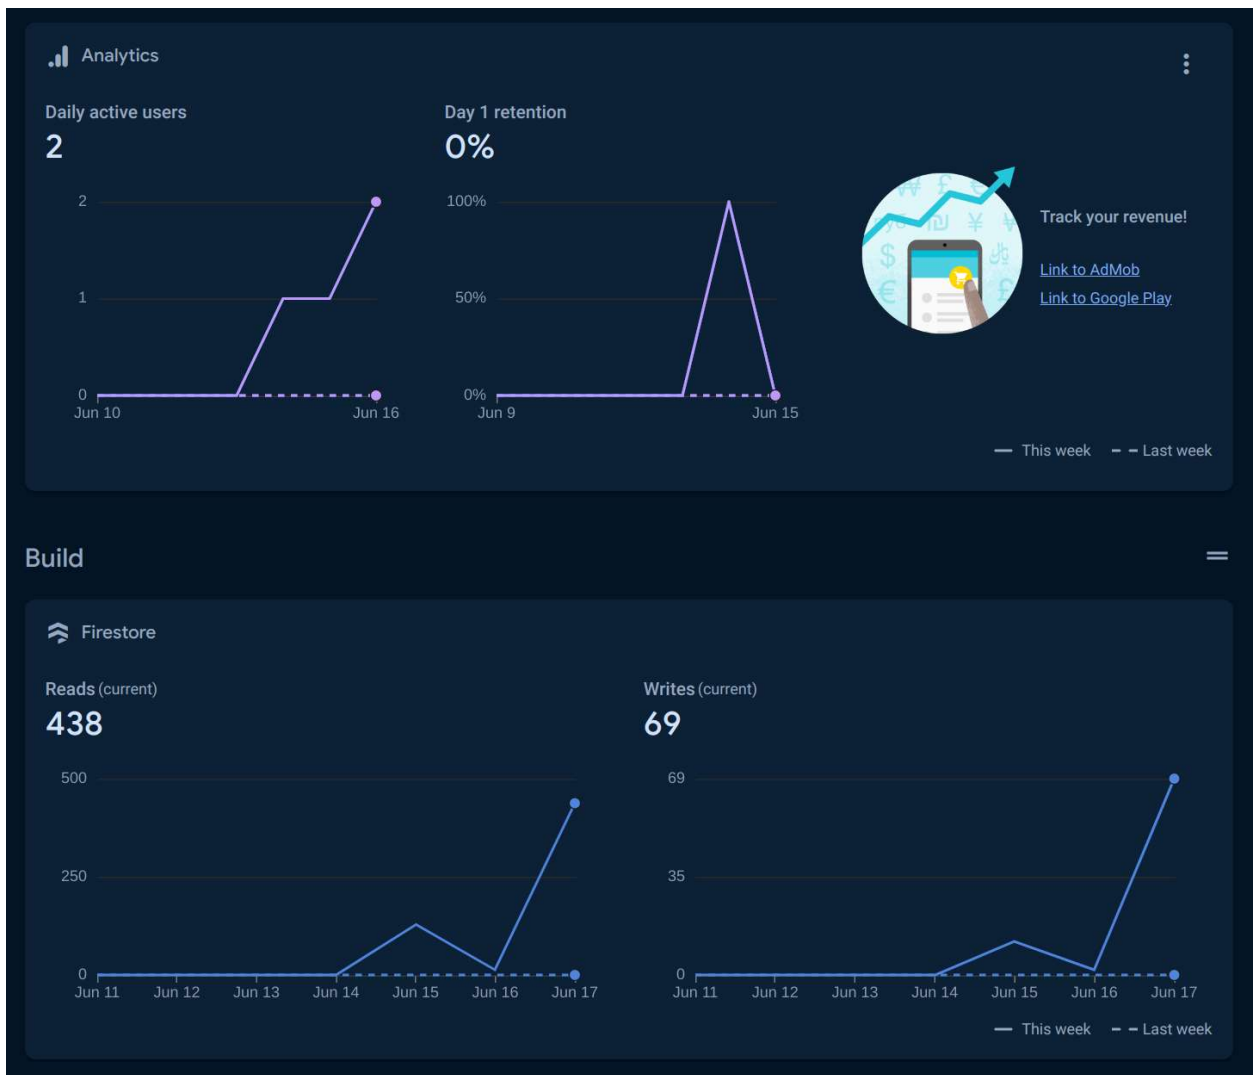 Analytics
Daily active users
2
2
1
0
Jun 10 Jun 16
Day 1 retention
0%
100%
50%
0%
Jun 9 Jun 15
Track your revenue!
Link to AdMob
Link to Google Play
This week Last week
Build
Firestore
Reads (current)
438
500
250
0
Jun 11 Jun 12 Jun 13 Jun 14 Jun 15 Jun 16 Jun 17
Writes (current)
69
69
35
0
Jun 11 Jun 12 Jun 13 Jun 14 Jun 15 Jun 16 Jun 17
This week Last week